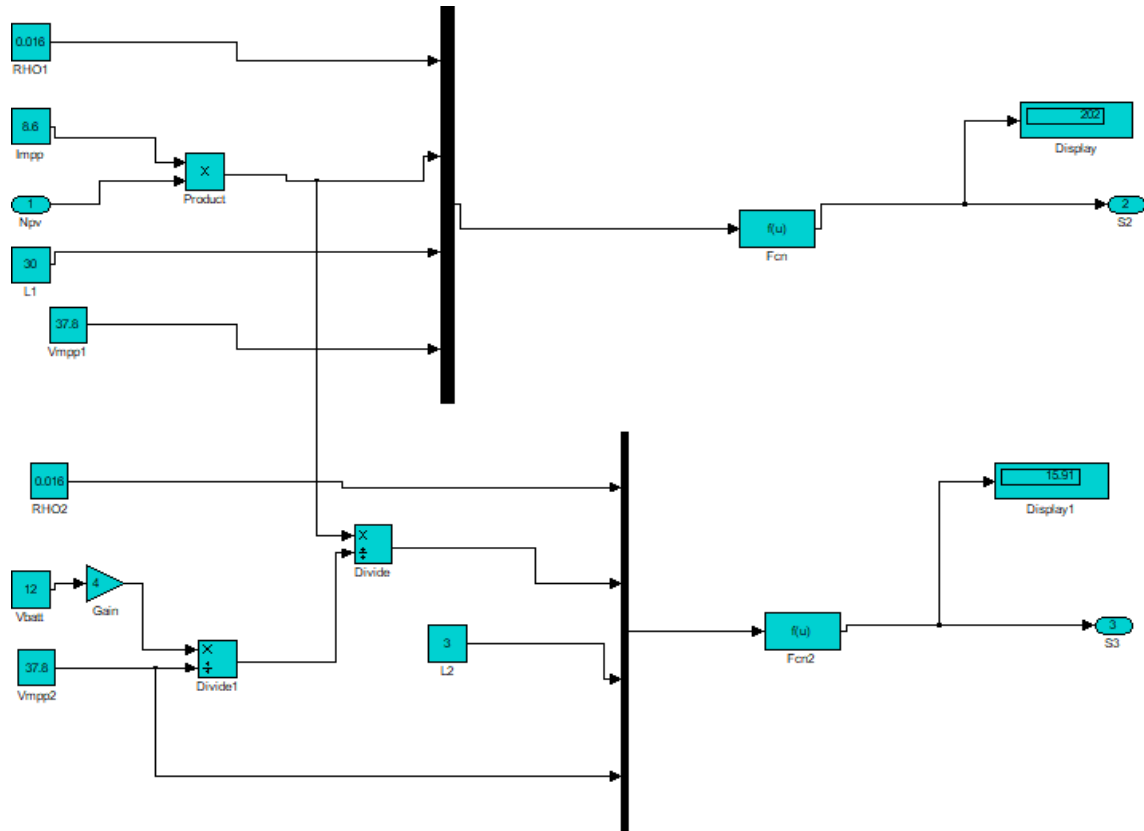 0.016
RHO1
8.6
Impp
X
Product
1
Npv
30
L1
37.8
Vmpp1
f(u)
Fcn
202
Display
2
S2
0.016
RHO2
X
÷
Divide
12
Vbatt
4
Gain
X
÷
Divide1
37.8
Vmpp2
3
L2
f(u)
Fcn2
15.91
Display1
3
S3